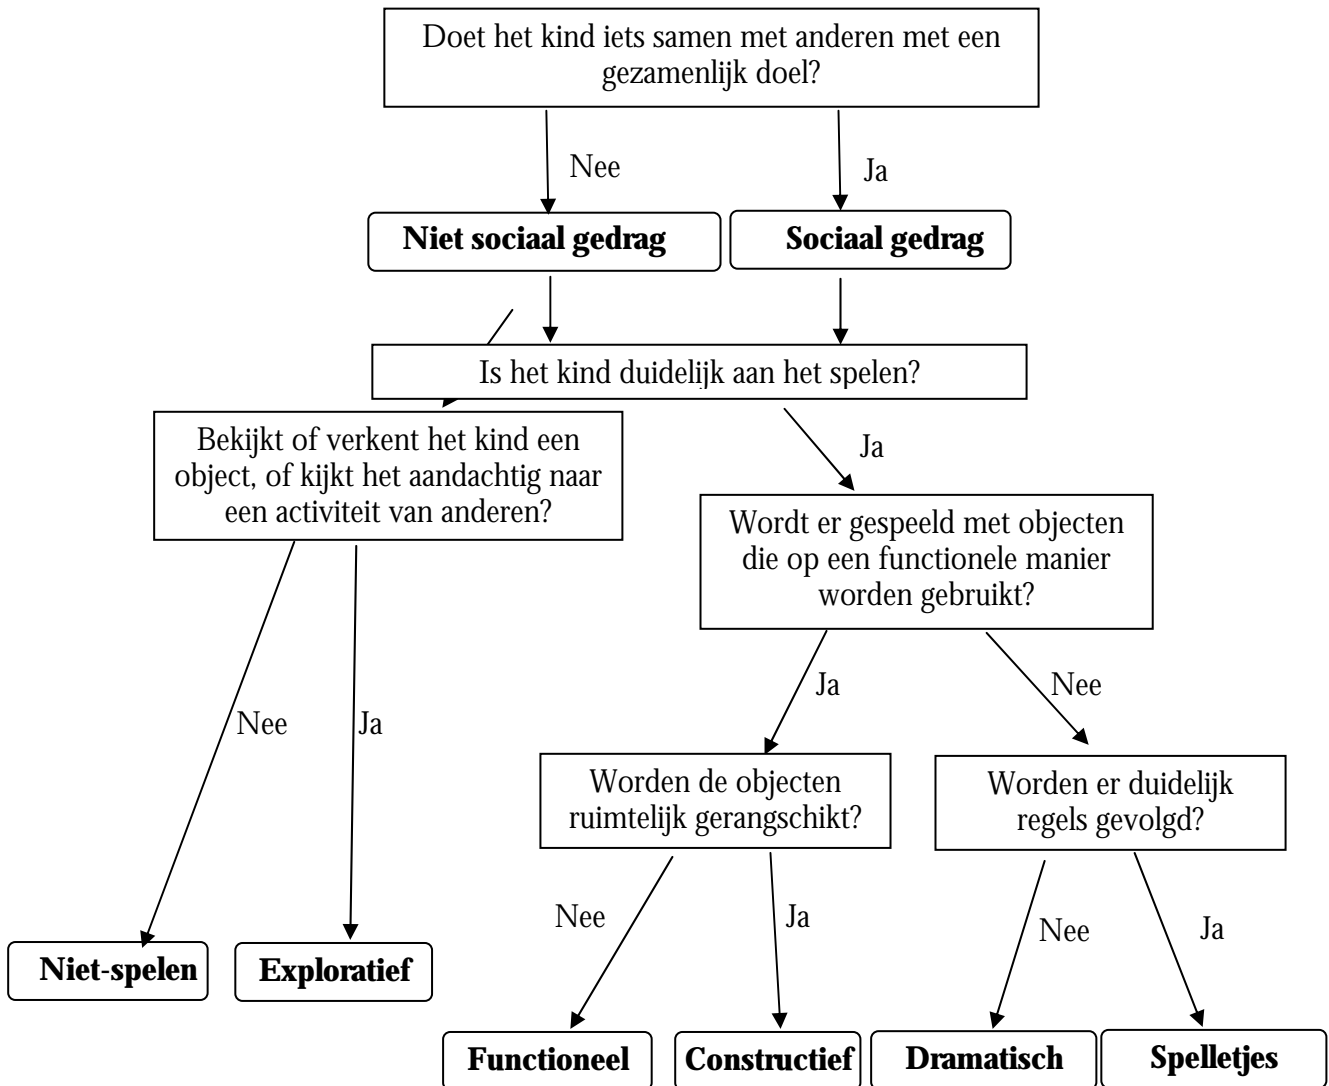 Doet het kind iets samen met anderen met een
gezamenlijk doel?
Nee
Ja
Niet sociaal gedrag
Sociaal gedrag
Is het kind duidelijk aan het spelen?
Bekijkt of verkent het kind een
object, of kijkt het aandachtig naar
een activiteit van anderen?
Ja
Wordt er gespeeld met objecten
die op een functionele manier
worden gebruikt?
Nee
Ja
Ja
Nee
Worden de objecten
ruimtelijk gerangschikt?
Worden er duidelijk
regels gevolgd?
Nee
Ja
Nee
Ja
Niet-spelen
Exploratief
Functioneel
Constructief
Dramatisch
Spelletjes